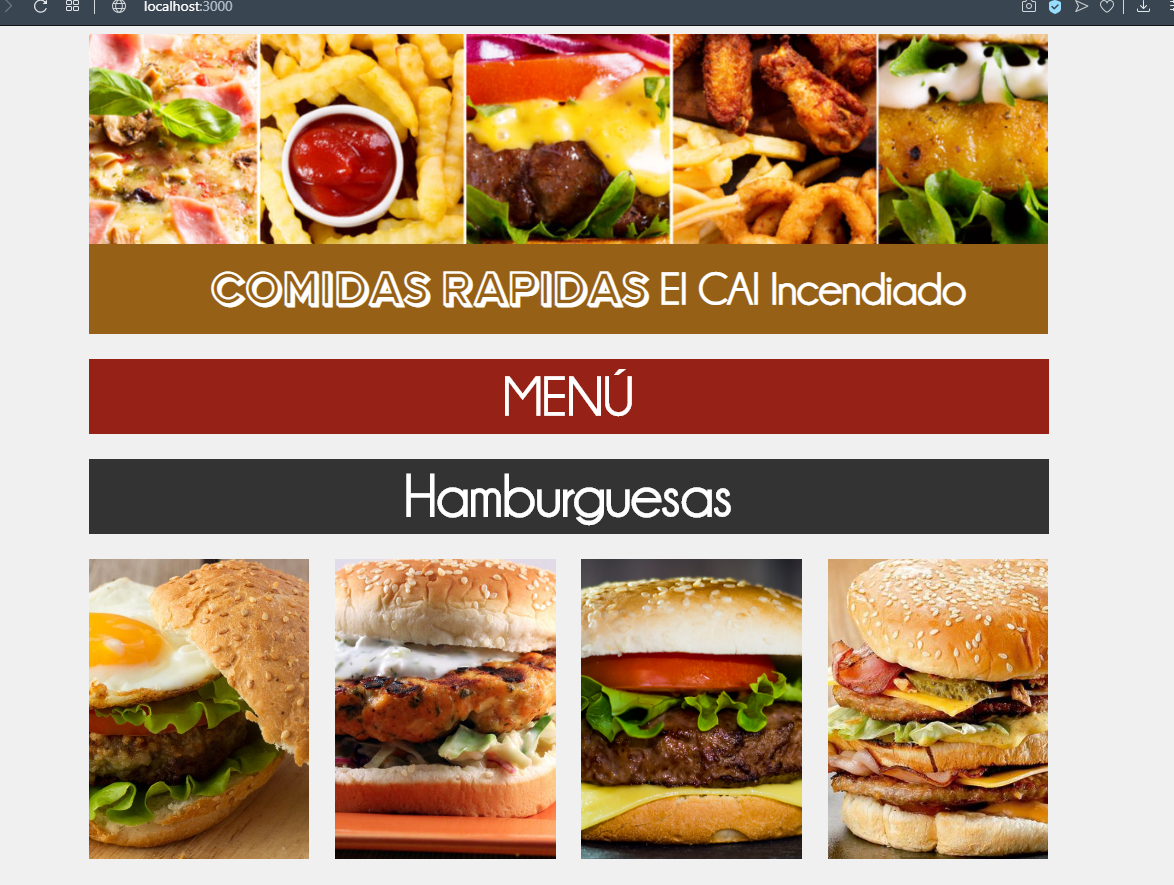 localhost:3000
COMIDAS RAPIDAS El CAI Incendiado
MENÚ
Hamburguesas